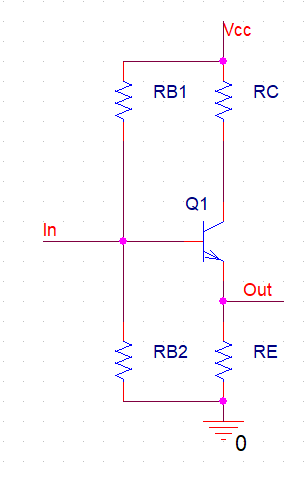 Vcc
RB1 RC
Q1
In
Out
RB2 RE
0